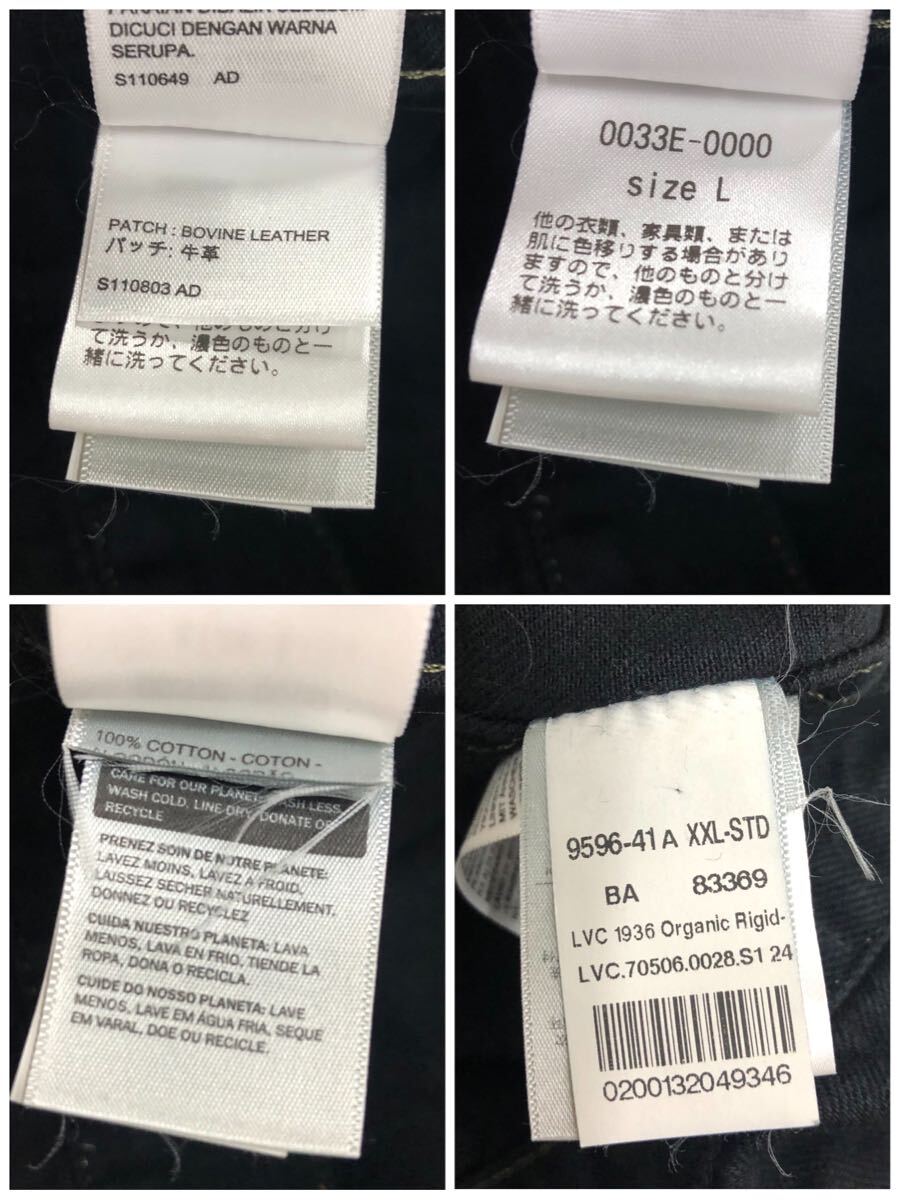 DICUCI DENGAN WARNA
SERUPA.
S110649 AD
PATCH : BOVINE LEATHER
パッチ: 牛革
S110803 AD
て洗うか、濃色のものと一
緒に洗ってください。
0033E-0000
size L
他の衣類、家具類、または
肌に色移りする場合があり
ますので、他のものと分け
て洗うか、濃色のものと一
緒に洗ってください。
100% COTTON - COTON -
CARE FOR OUR PLANET: WASH LESS,
WASH COLD, LINE DRY, DONATE OR
RECYCLE
PRENEZ SOIN DE NOTRE PLANETE:
LAVEZ MOINS, LAVEZ A FROID,
LAISSEZ SECHER NATURELLEMENT,
DONNEZ OU RECYCLEZ
CUIDA NUESTRO PLANETA: LAVA
MENOS, LAVA EN FRIO, TIENDE LA
ROPA, DONA O RECICLA.
CUIDE DO NOSSO PLANETA: LAVE
MENOS, LAVE EM ÁGUA FRIA, SEQUE
EM VARAL, DOE OU RECICLE.
9596-41 A XXL-STD
BA 83369
LVC 1936 Organic Rigid-
LVC.70506.0028.S1 24
0200132049346